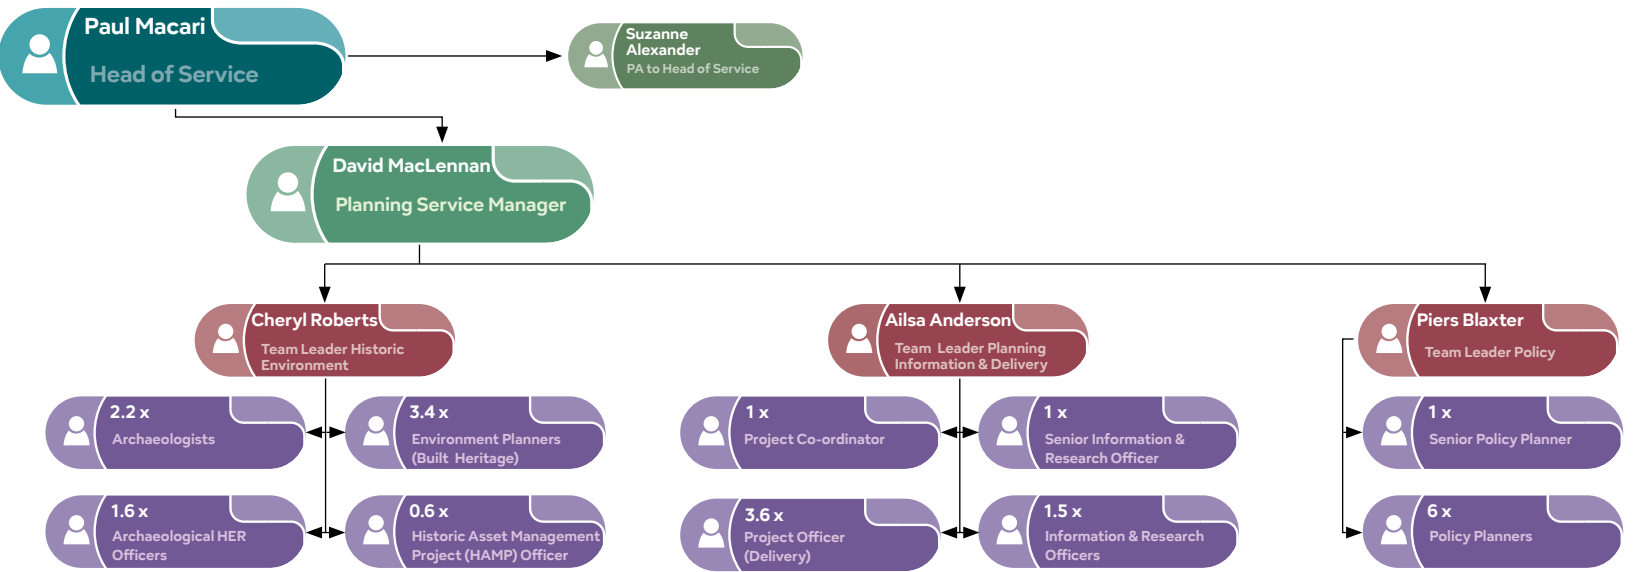 Paul Macari
Head of Service
Suzanne
Alexander
PA to Head of Service
David MacLennan
Planning Service Manager
Cheryl Roberts
Team Leader Historic
Environment
Ailsa Anderson
Team Leader Planning
Information & Delivery
Piers Blaxter
Team Leader Policy
2.2 x
Archaeologists
3.4 x
Environment Planners
(Built Heritage)
1 x
Project Co-ordinator
1 x
Senior Information &
Research Officer
1 x
Senior Policy Planner
1.6 x
Archaeological HER
Officers
0.6 x
Historic Asset Management
Project (HAMP) Officer
3.6 x
Project Officer
(Delivery)
1.5 x
Information & Research
Officers
6 x
Policy Planners